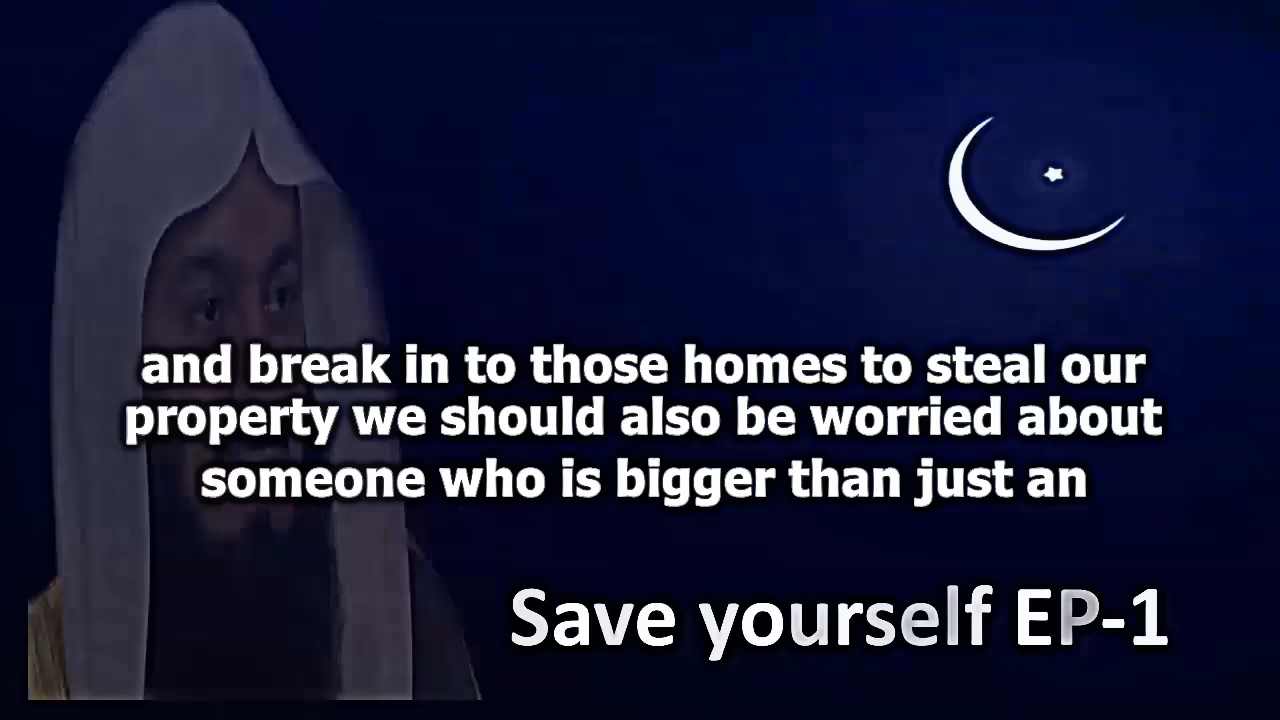 and break in to those homes to steal our
property we should also be worried about
someone who is bigger than just an
Save yourself EP-1